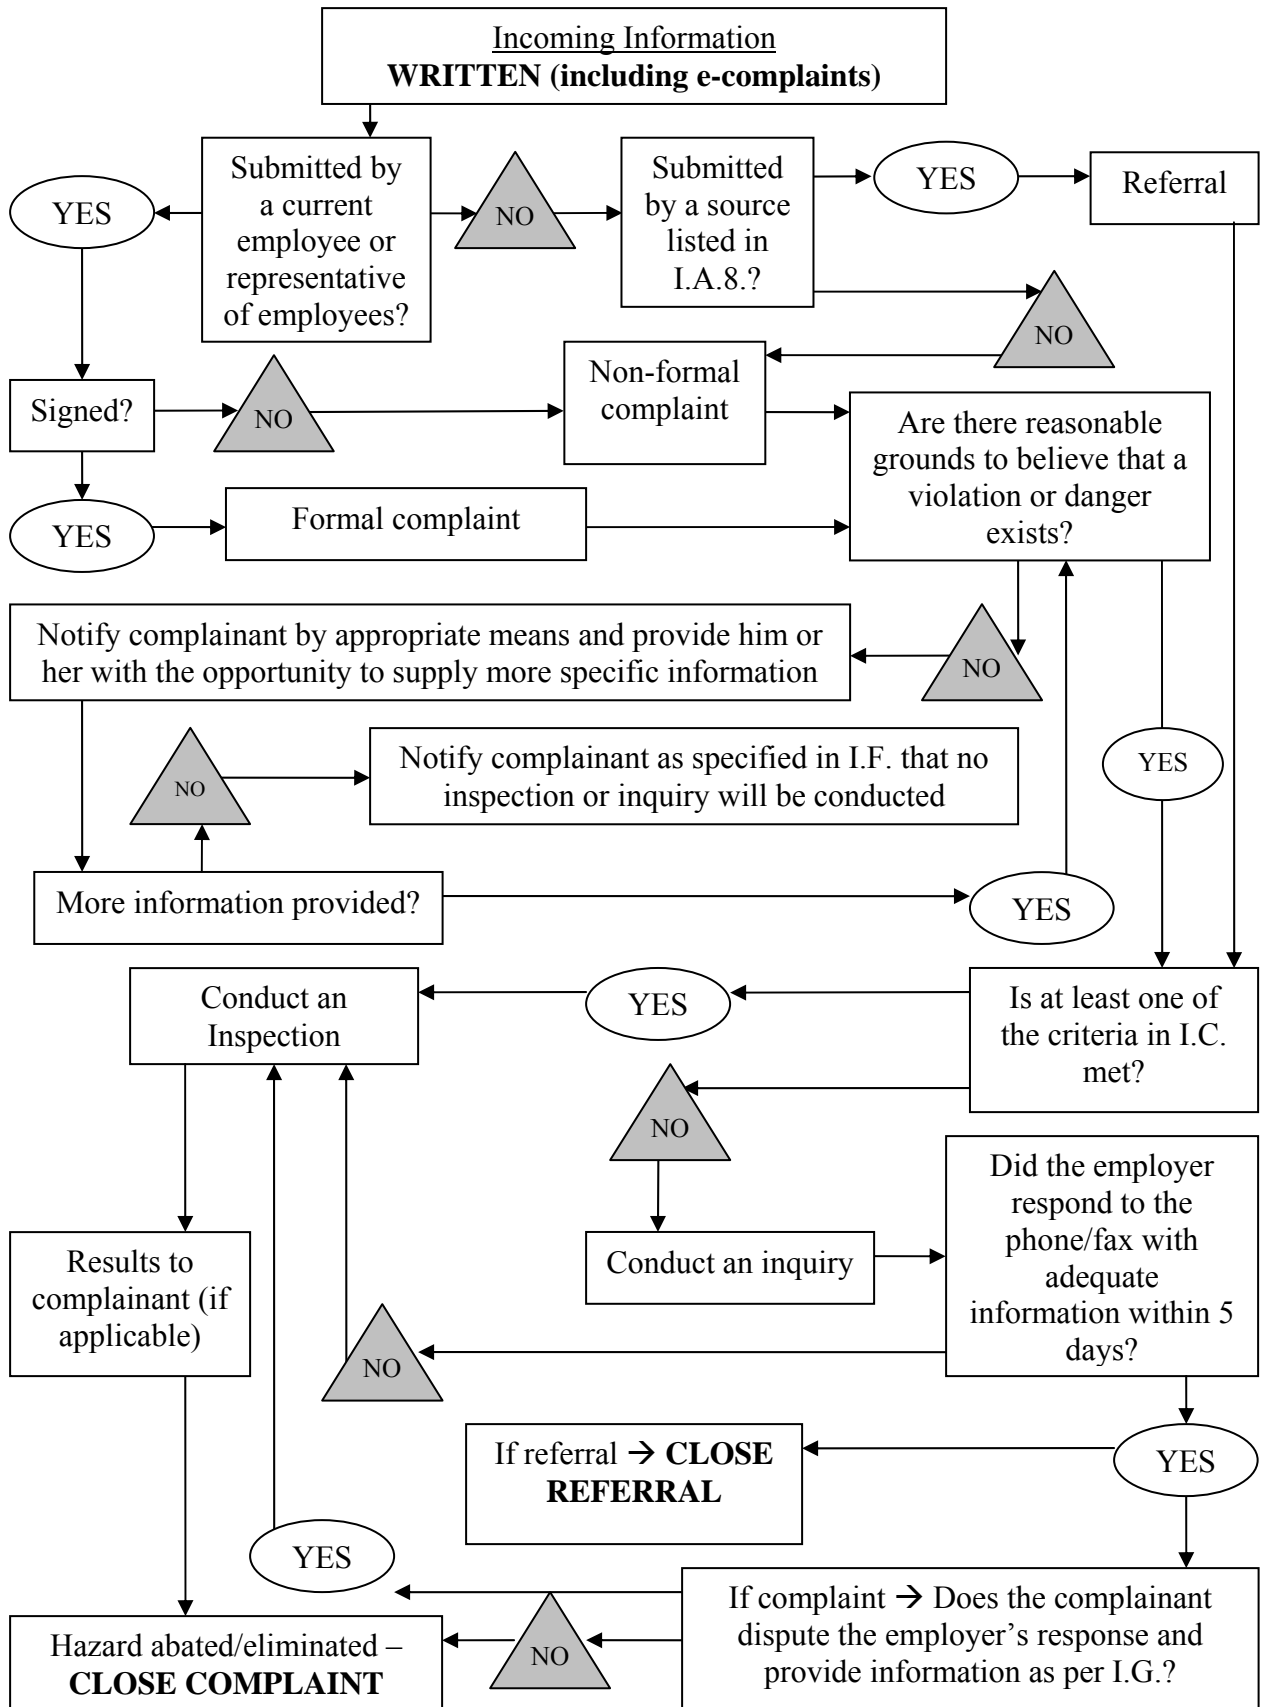 Incoming Information
WRITTEN (including e-complaints)
Submitted by
a current
employee or
representative
of employees?
NO
Submitted
by a source
listed in
I.A.8.?
YES
Referral
YES
NO
Signed?
NO
Non-formal
complaint
Are there reasonable
grounds to believe that a
violation or danger
exists?
YES
Formal complaint
Notify complainant by appropriate means and provide him or
her with the opportunity to supply more specific information
NO
NO
Notify complainant as specified in I.F. that no
inspection or inquiry will be conducted
YES
More information provided?
YES
Conduct an
Inspection
YES
Is at least one of
the criteria in I.C.
met?
NO
Did the employer
respond to the
phone/fax with
adequate
information within 5
days?
Conduct an inquiry
Results to
complainant (if
applicable)
NO
If referral → CLOSE
REFERRAL
YES
YES
If complaint → Does the complainant
dispute the employer’s response and
provide information as per I.G.?
NO
Hazard abated/eliminated –
CLOSE COMPLAINT